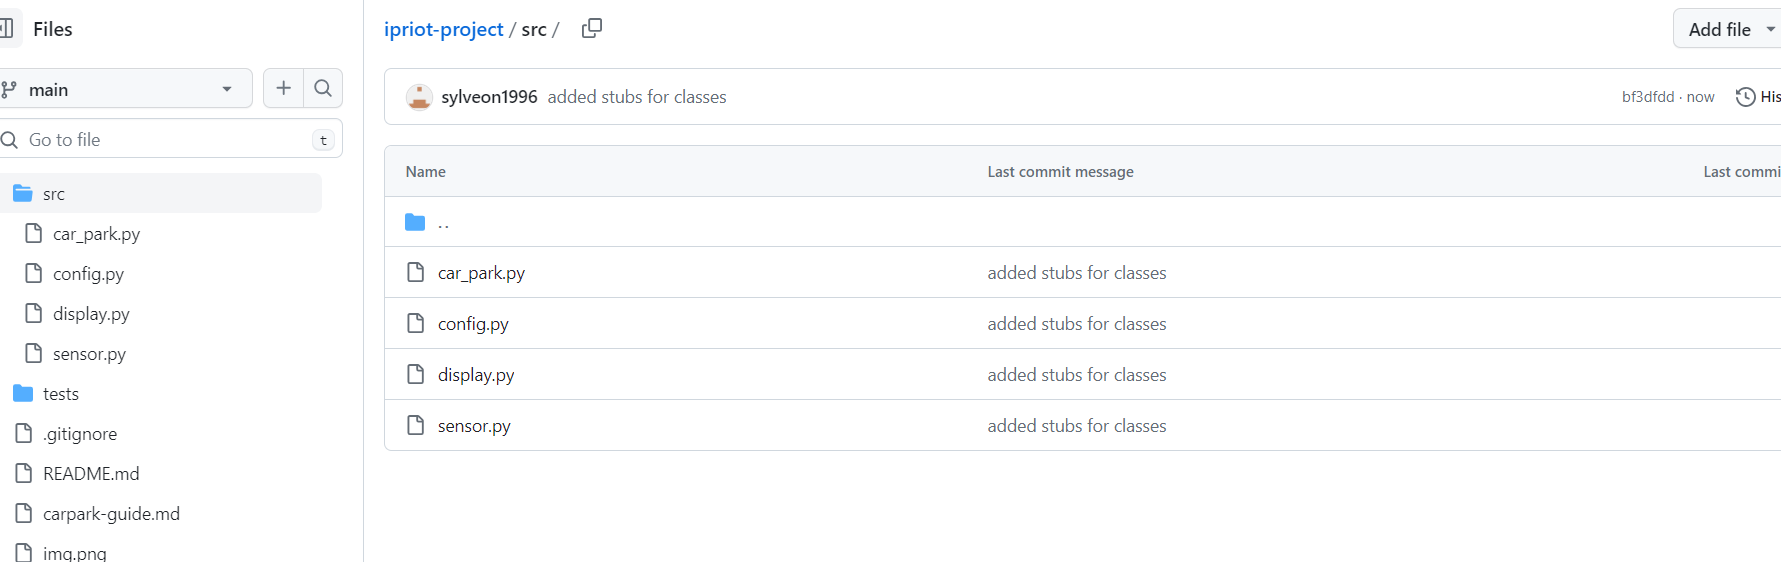 Files
main
Go to file
t
src
car_park.py
config.py
display.py
sensor.py
tests
.gitignore
README.md
carpark-guide.md
img.png
ipriot-project / src /
Add file
sylveon1996 added stubs for classes
bf3dfdd · now
His
Name Last commit message Last commi
..
car_park.py added stubs for classes
config.py added stubs for classes
display.py added stubs for classes
sensor.py added stubs for classes